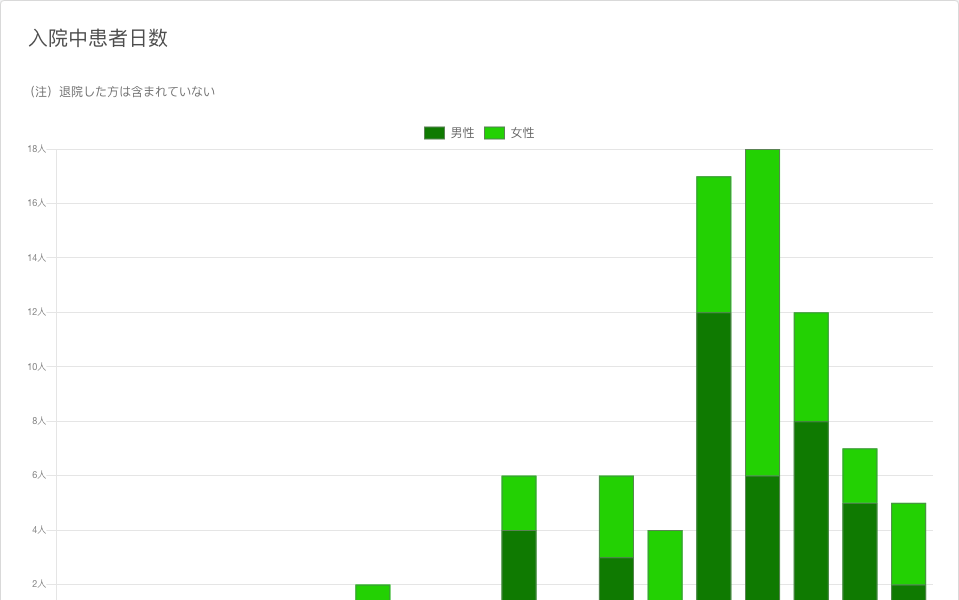 入院中患者日数
（注）退院した方は含まれていない
男性 女性
18人
16人
14人
12人
10人
8人
6人
4人
2人